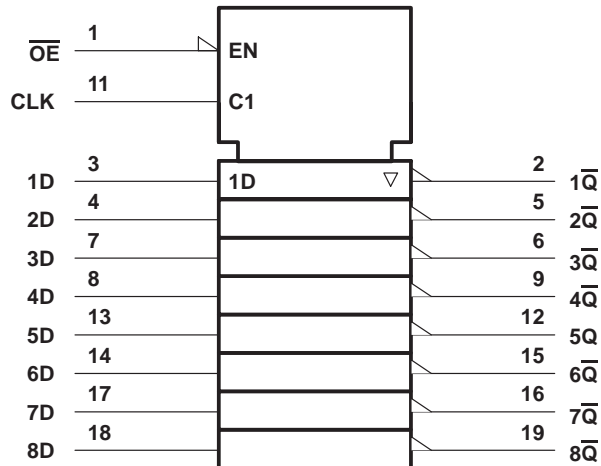 1
O̅E̅ EN
11
CLK C1
3 2
1D 1D 1Q̅
4 5
2D 2Q̅
7 6
3D 3Q̅
8 9
4D 4Q̅
13 12
5D 5Q
14 15
6D 6Q̅
17 16
7D 7Q̅
18 19
8D 8Q̅